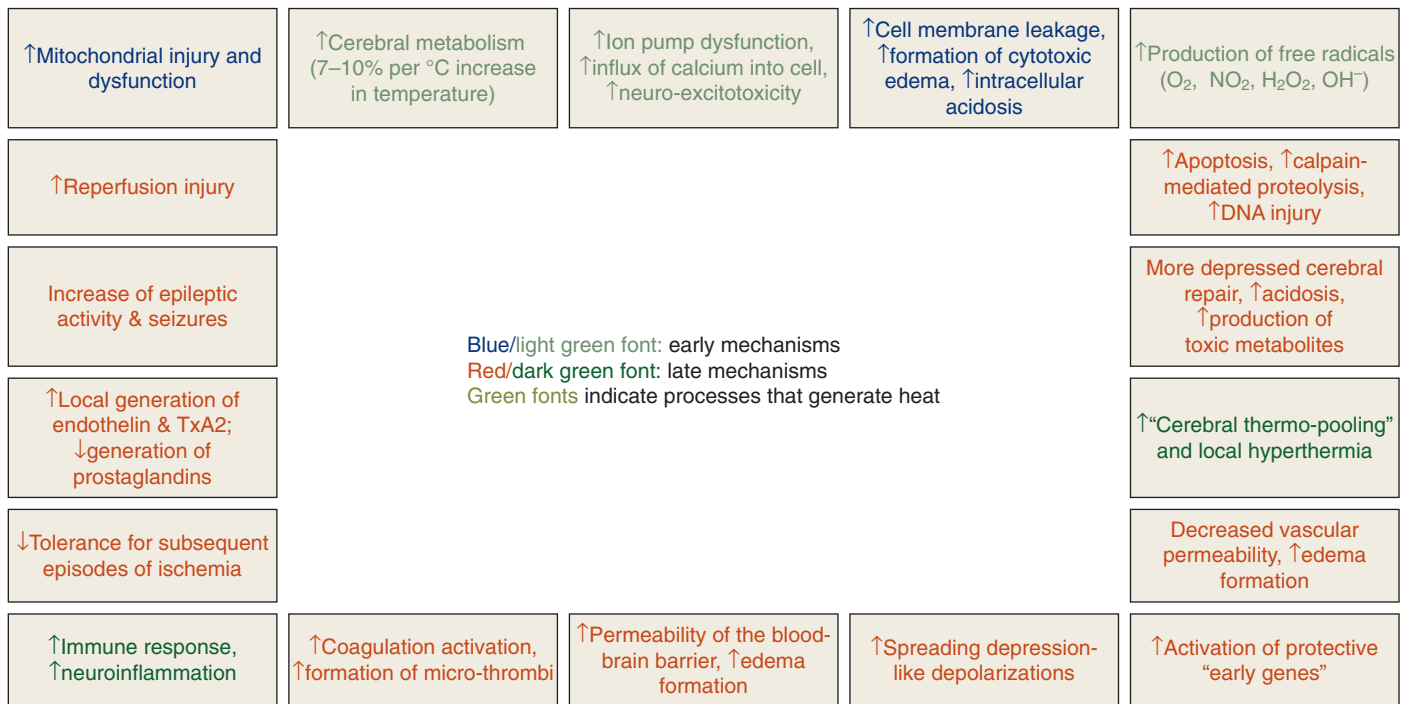 ↑Mitochondrial injury and
dysfunction
↑Cerebral metabolism
(7–10% per °C increase
in temperature)
↑Ion pump dysfunction,
↑influx of calcium into cell,
↑neuro-excitotoxicity
↑Cell membrane leakage,
↑formation of cytotoxic
edema, ↑intracellular
acidosis
↑Production of free radicals
(O₂, NO₂, H₂O₂, OH⁻)
↑Reperfusion injury
↑Apoptosis, ↑calpain-
mediated proteolysis,
↑DNA injury
Increase of epileptic
activity & seizures
More depressed cerebral
repair, ↑acidosis,
↑production of
toxic metabolites
Blue/light green font: early mechanisms
Red/dark green font: late mechanisms
Green fonts indicate processes that generate heat
↑Local generation of
endothelin & TxA2;
↓generation of
prostaglandins
↑“Cerebral thermo-pooling”
and local hyperthermia
↓Tolerance for subsequent
episodes of ischemia
Decreased vascular
permeability, ↑edema
formation
↑Immune response,
↑neuroinflammation
↑Coagulation activation,
↑formation of micro-thrombi
↑Permeability of the blood-
brain barrier, ↑edema
formation
↑Spreading depression-
like depolarizations
↑Activation of protective
“early genes”